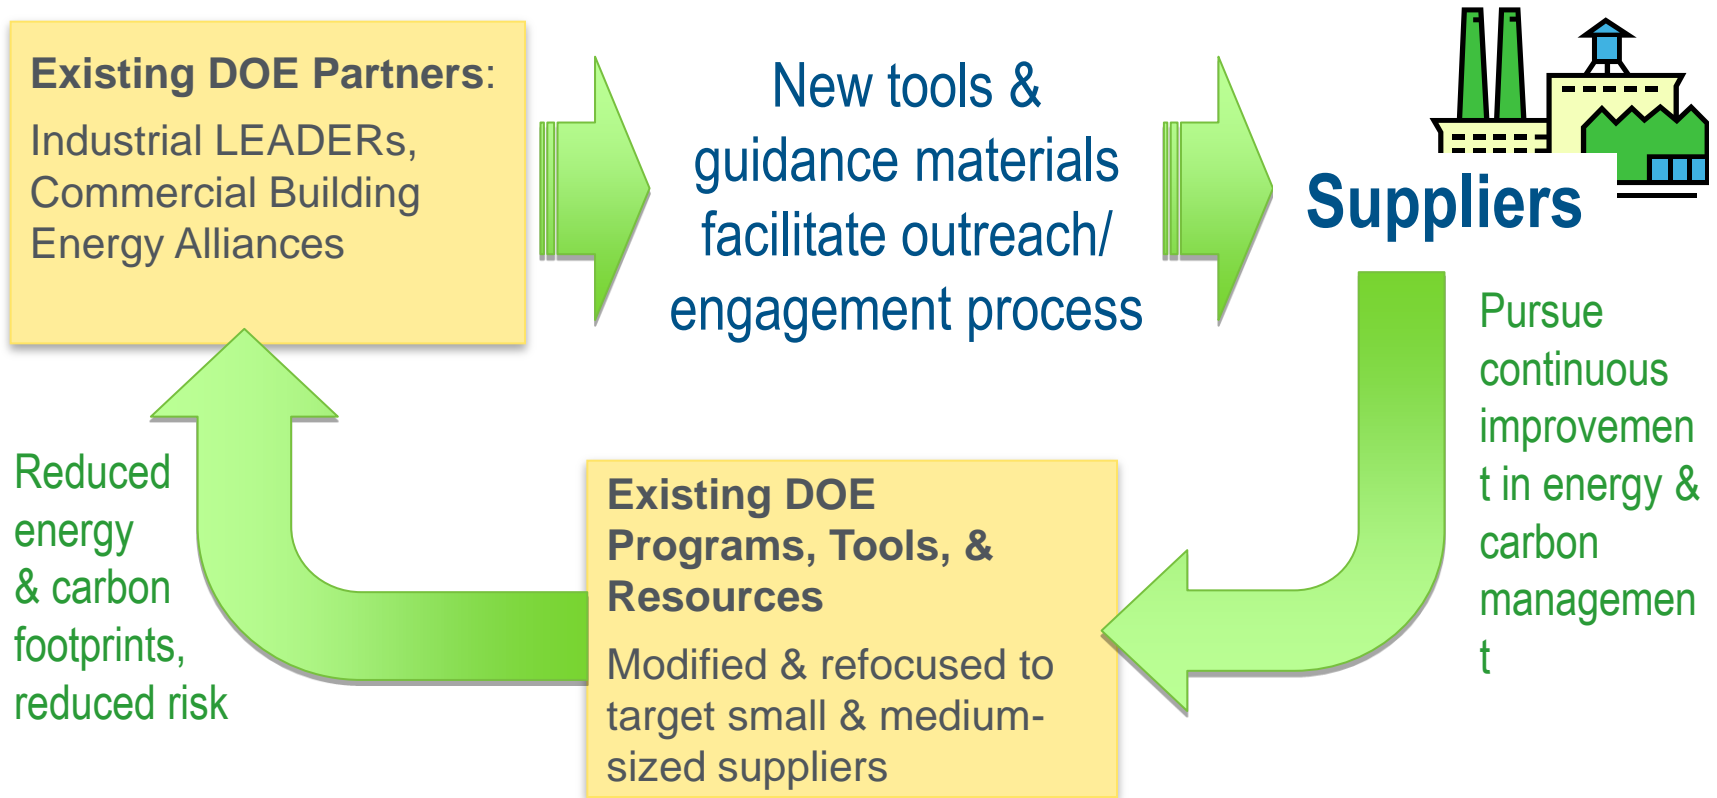 Existing DOE Partners:
Industrial LEADERs,
Commercial Building
Energy Alliances
New tools &
guidance materials
facilitate outreach/
engagement process
Suppliers
Pursue
continuous
improvemen
t in energy &
carbon
managemen
t
Existing DOE
Programs, Tools, &
Resources
Modified & refocused to
target small & medium-
sized suppliers
Reduced
energy
& carbon
footprints,
reduced risk